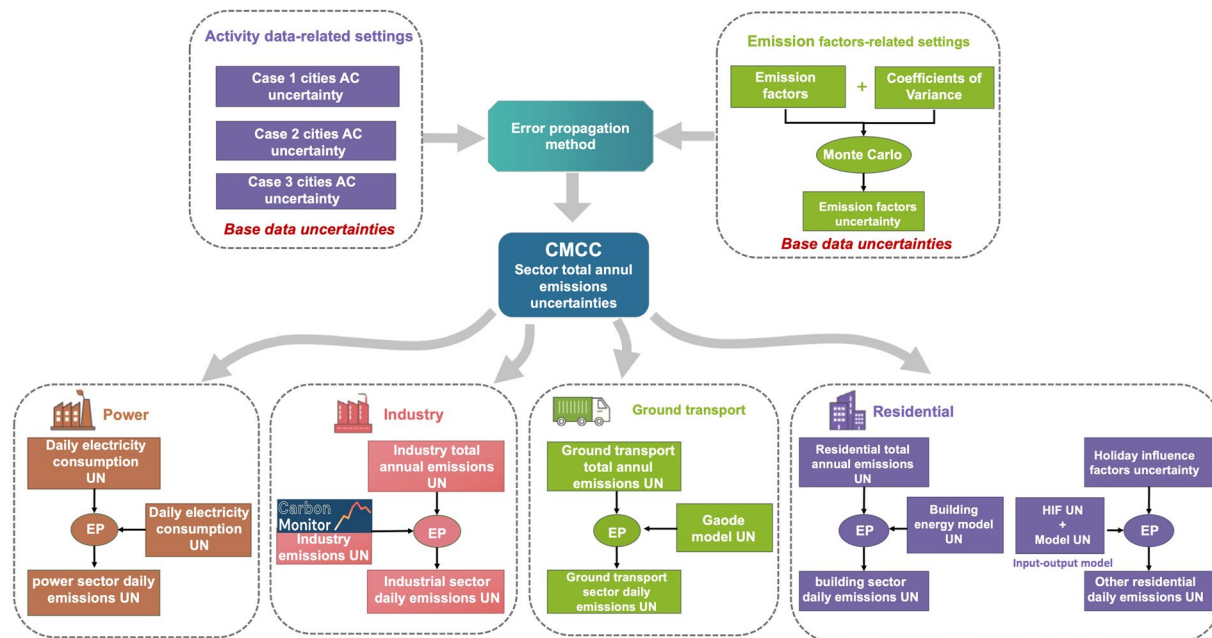 Activity data-related settings
Case 1 cities AC
uncertainty
Case 2 cities AC
uncertainty
Case 3 cities AC
uncertainty
Base data uncertainties
Error propagation
method
Emission factors-related settings
Emission
factors
+
Coefficients of
Variance
Monte Carlo
Emission factors
uncertainty
Base data uncertainties
CMCC
Sector total annul
emissions
uncertainties
Power
Daily electricity
consumption
UN
EP
Daily electricity
consumption
UN
power sector daily
emissions UN
Industry
Industry total
annual emissions
UN
Carbon
Monitor
Industry
emissions UN
EP
Industrial sector
daily emissions UN
Ground transport
Ground transport
total annul
emissions UN
EP
Gaode
model UN
Ground transport
sector daily
emissions UN
Residential
Residential total
annual emissions
UN
EP
Building
energy model
UN
building sector
daily emissions UN
Holiday influence
factors uncertainty
HIF UN
+
Model UN
Input-output model
EP
Other residential
daily emissions UN